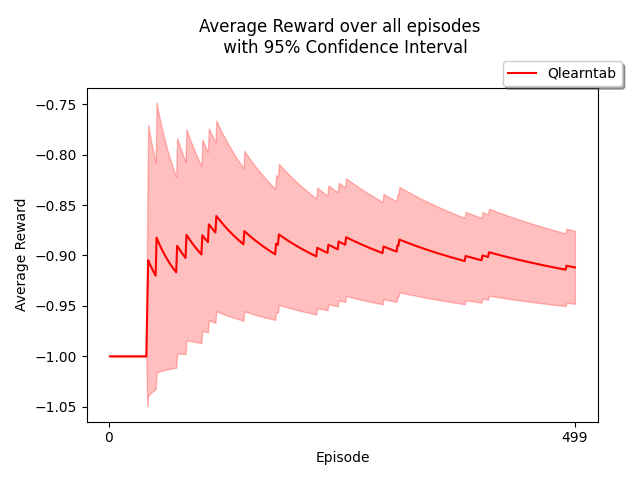 Average Reward over all episodes
with 95% Confidence Interval
Qlearntab
−0.75
−0.80
−0.85
−0.90
−0.95
−1.00
−1.05
Average Reward
0
499
Episode